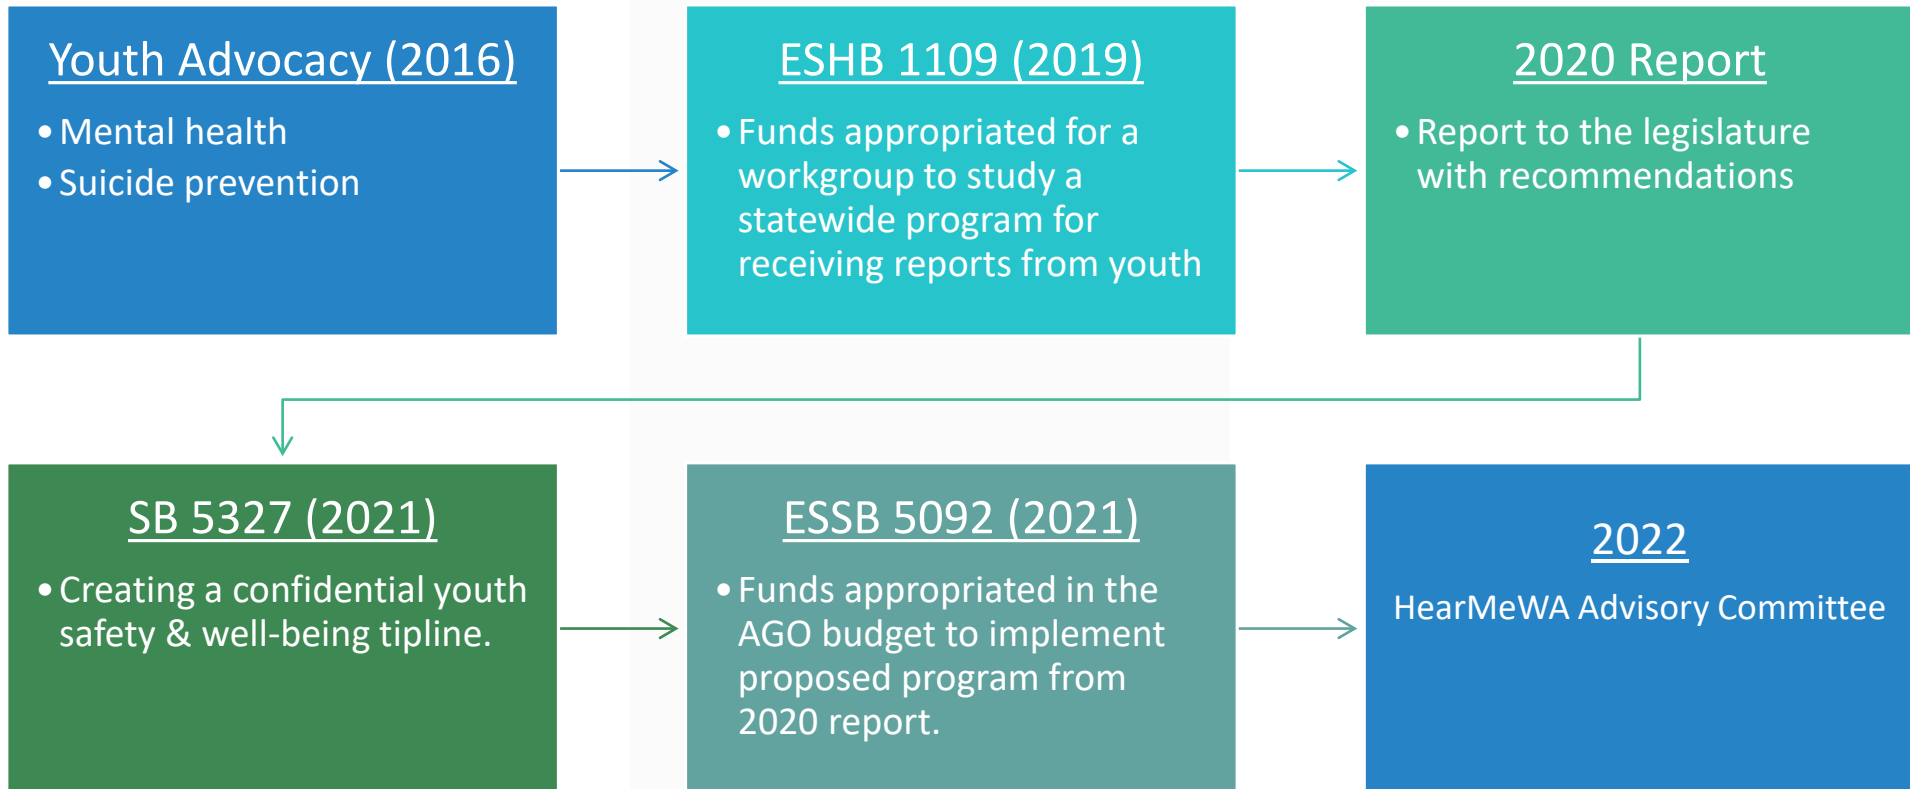 Youth Advocacy (2016)
• Mental health
• Suicide prevention
ESHB 1109 (2019)
• Funds appropriated for a
workgroup to study a
statewide program for
receiving reports from youth
2020 Report
• Report to the legislature
with recommendations
SB 5327 (2021)
• Creating a confidential youth
safety & well-being tipline.
ESSB 5092 (2021)
• Funds appropriated in the
AGO budget to implement
proposed program from
2020 report.
2022
HearMeWA Advisory Committee